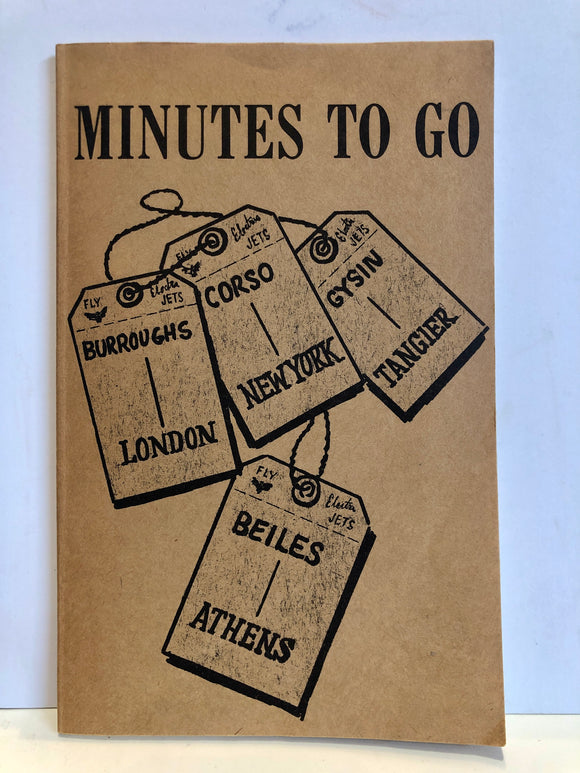 MINUTES TO GO
FLY
Electra
JETS
BURROUGHS
LONDON
FLY
Electra
JETS
CORSO
NEW YORK
Electra
JETS
GYSIN
TANGIER
FLY
Electra
JETS
BEILES
ATHENS